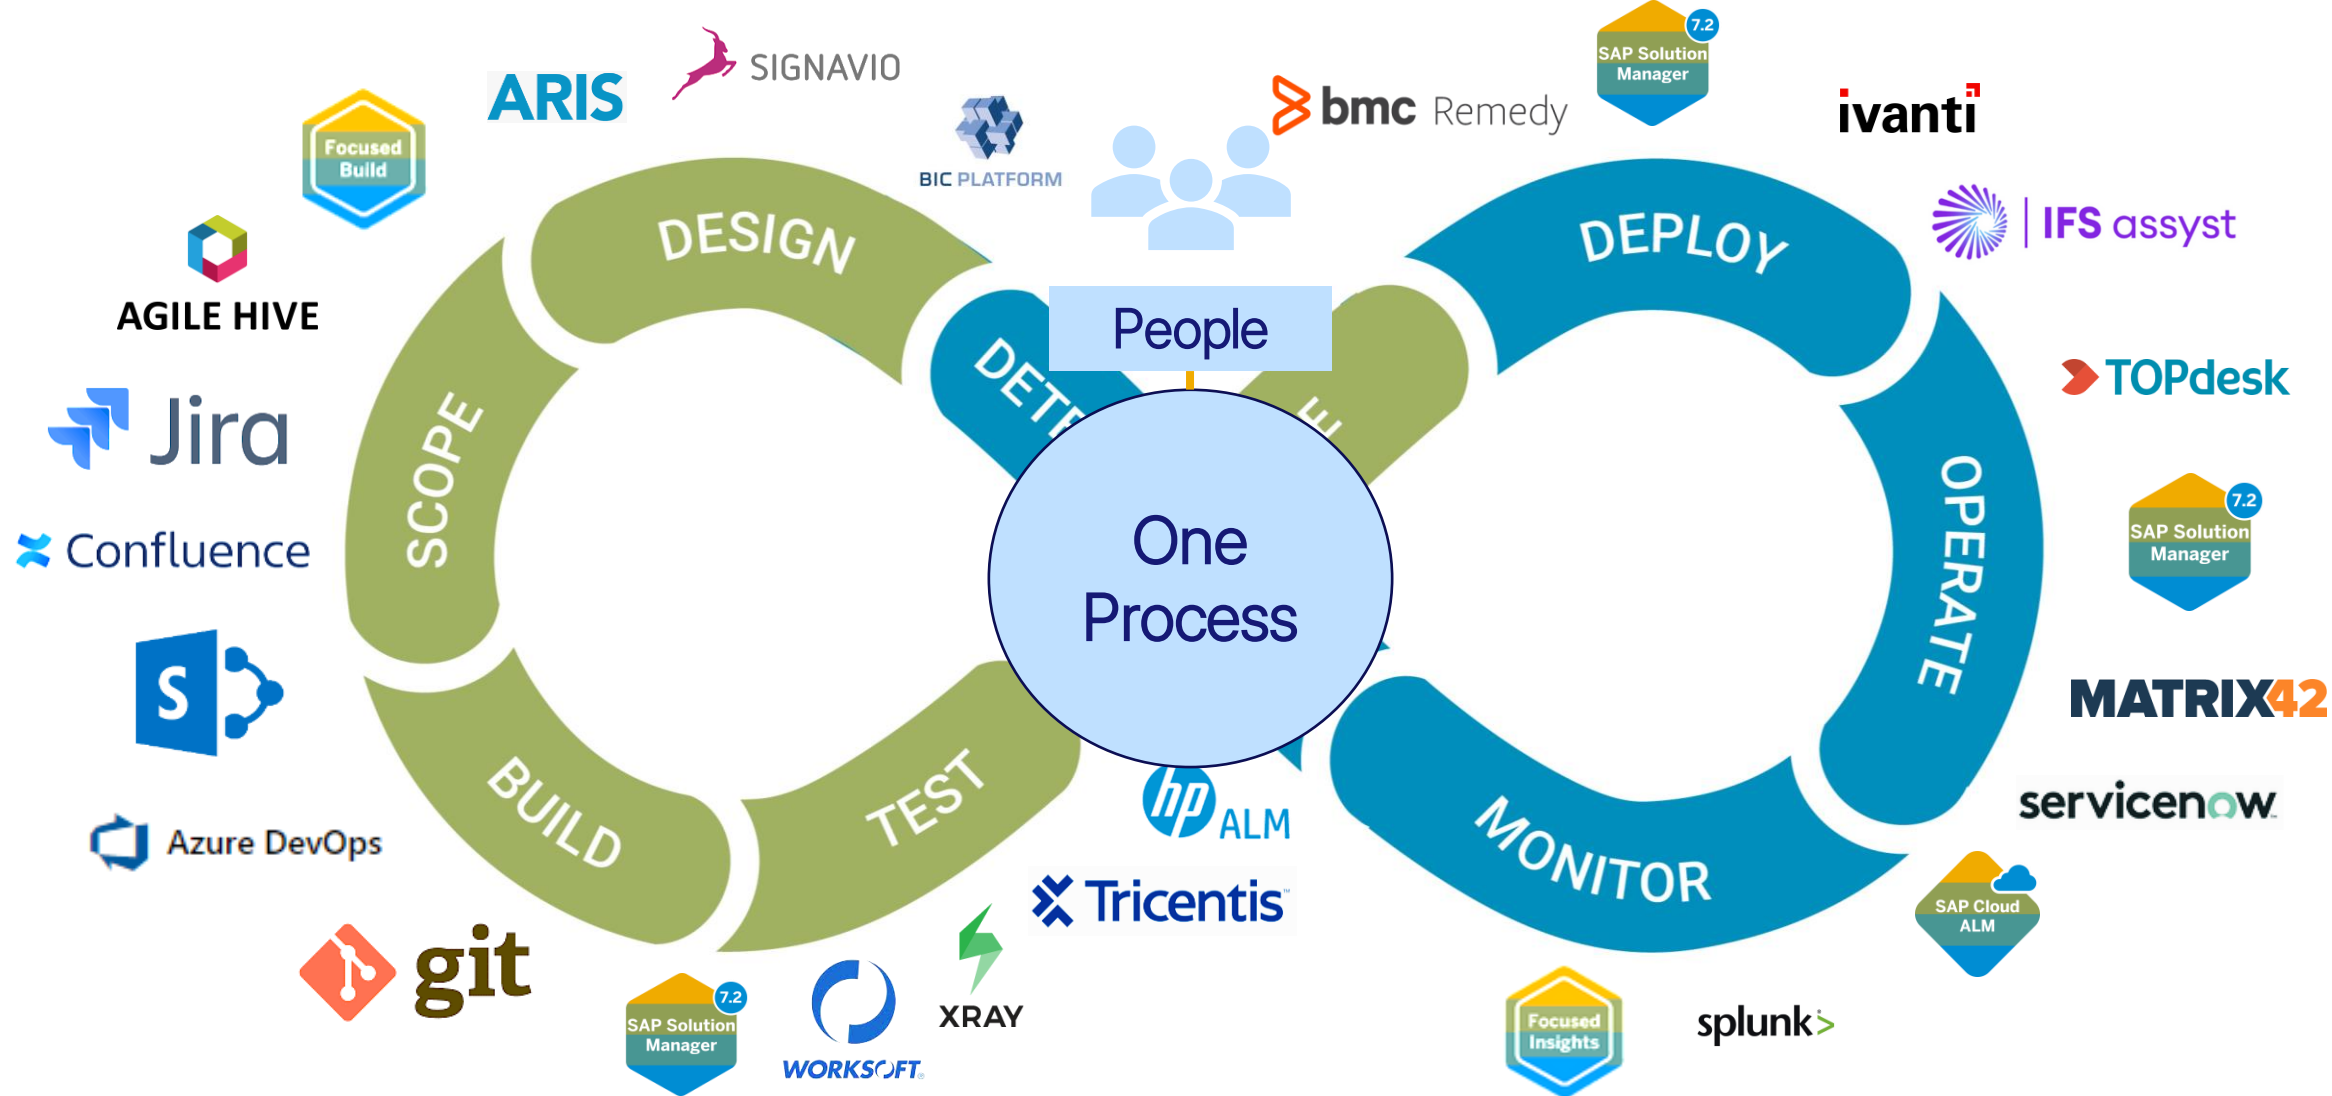 SIGNAVIO
ARIS
Focused
Build
BIC PLATFORM
AGILE HIVE
Jira
Confluence
S
Azure DevOps
git
SAP Solution
Manager
7.2
WORKSOFT
XRAY
Tricentis
hp ALM
DESIGN
SCOPE
BUILD
TEST
People
One
Process
bmc Remedy
7.2
SAP Solution
Manager
ivanti
IFS assyst
TOPdesk
7.2
SAP Solution
Manager
MATRIX42
servicenow
SAP Cloud
ALM
splunk>
Focused
Insights
DEPLOY
OPERATE
MONITOR